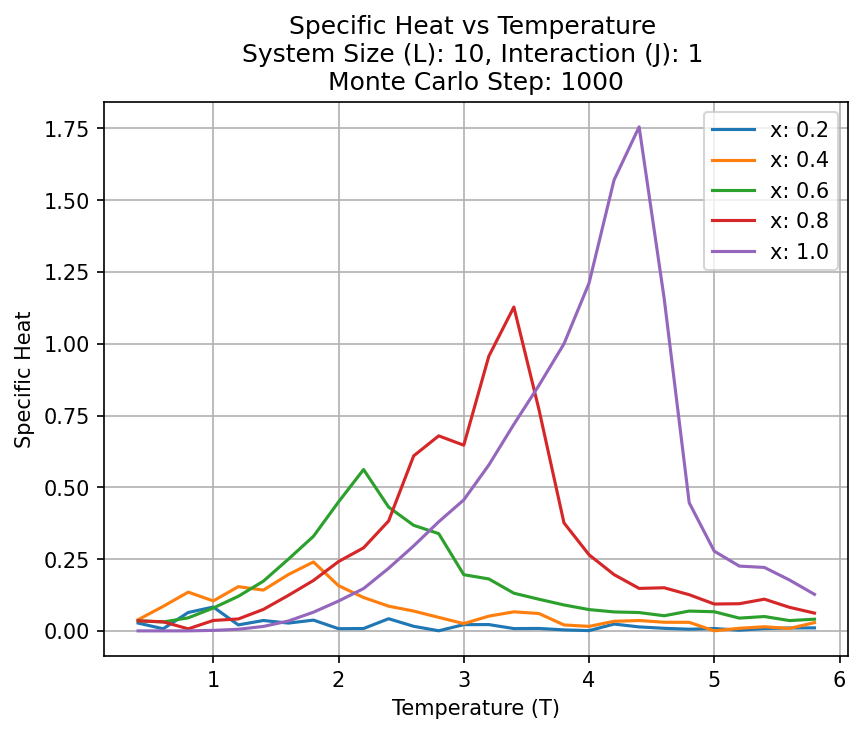 Specific Heat vs Temperature
System Size (L): 10, Interaction (J): 1
Monte Carlo Step: 1000
1.75
1.50
1.25
1.00
0.75
0.50
0.25
0.00
Specific Heat
x: 0.2
x: 0.4
x: 0.6
x: 0.8
x: 1.0
1 2 3 4 5 6
Temperature (T)